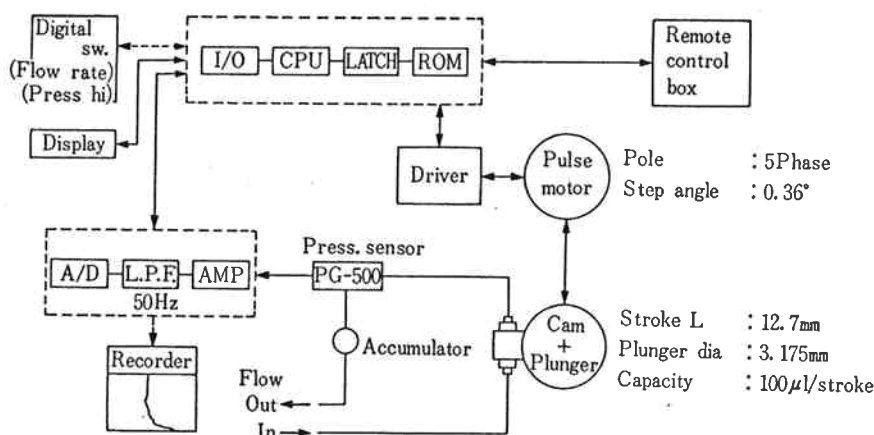 Digital
sw.
(Flow rate)
(Press hi)
I/O
CPU
LATCH
ROM
Remote
control
box
Display
Driver
Pulse
motor
Pole : 5Phase
Step angle : 0.36°
A/D
L.P.F.
AMP
50Hz
Press. sensor
PG-500
Recorder
Accumulator
Flow
Out
In
Cam
+
Plunger
Stroke L : 12.7mm
Plunger dia : 3.175mm
Capacity : 100μl/stroke